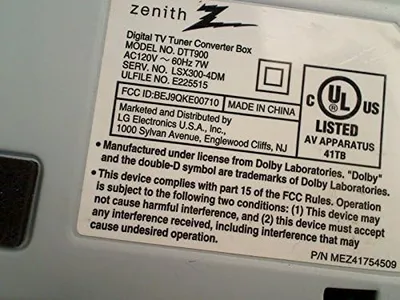 zenith
Digital TV Tuner Converter Box
MODEL NO. DTT900
AC120V ~ 60Hz 7W
SERV. NO. LSX300-4DM
ULFILE NO. E225515
FCC ID:BEJ9QKE00710
MADE IN CHINA
C UL US
LISTED
AV APPARATUS
41TB
Marketed and Distributed by
LG Electronics U.S.A., Inc.
1000 Sylvan Avenue, Englewood Cliffs, NJ
• Manufactured under license from Dolby Laboratories. "Dolby"
and the double-D symbol are trademarks of Dolby Laboratories.
• This device complies with part 15 of the FCC Rules. Operation
is subject to the following two conditions: (1) This device may
not cause harmful interference, and (2) this device must accept
any interference received, including interference that may
cause undesired operation.
P/N MEZ41754509